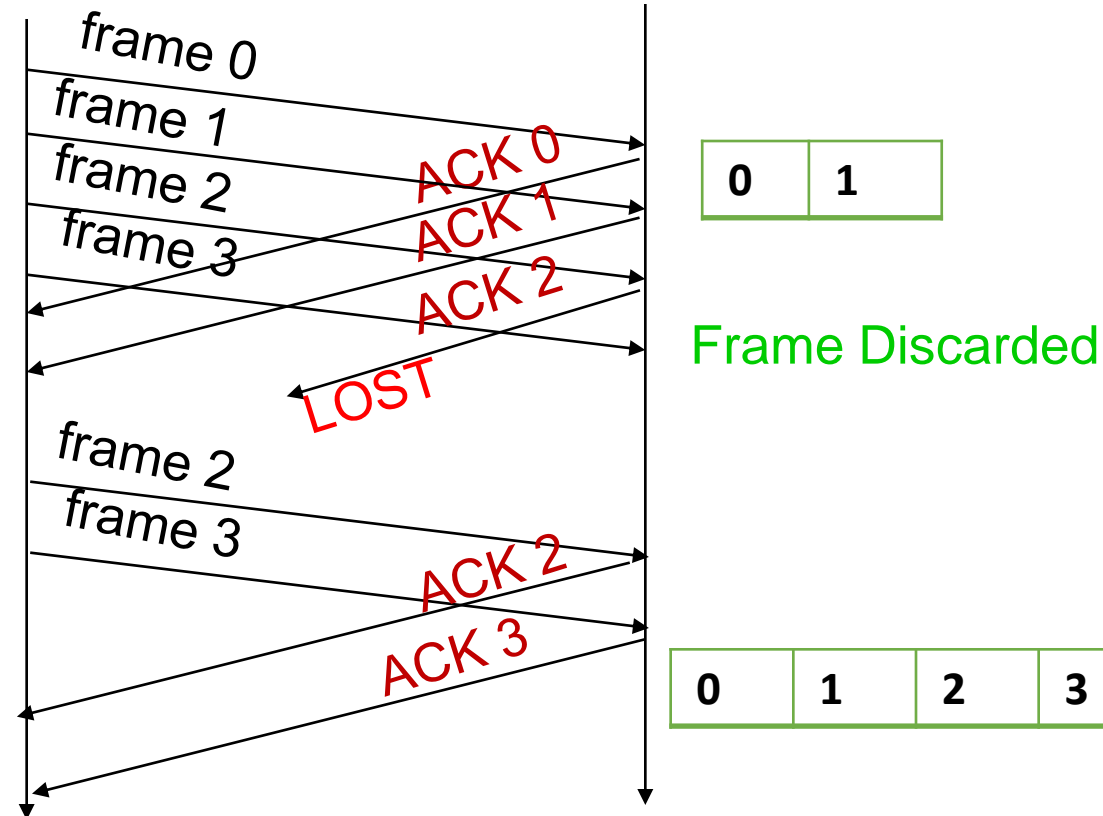 frame 0
frame 1
ACK 0
0 1
frame 2
ACK 1
frame 3
ACK 2
Frame Discarded
LOST
frame 2
frame 3
ACK 2
ACK 3
0 1 2 3